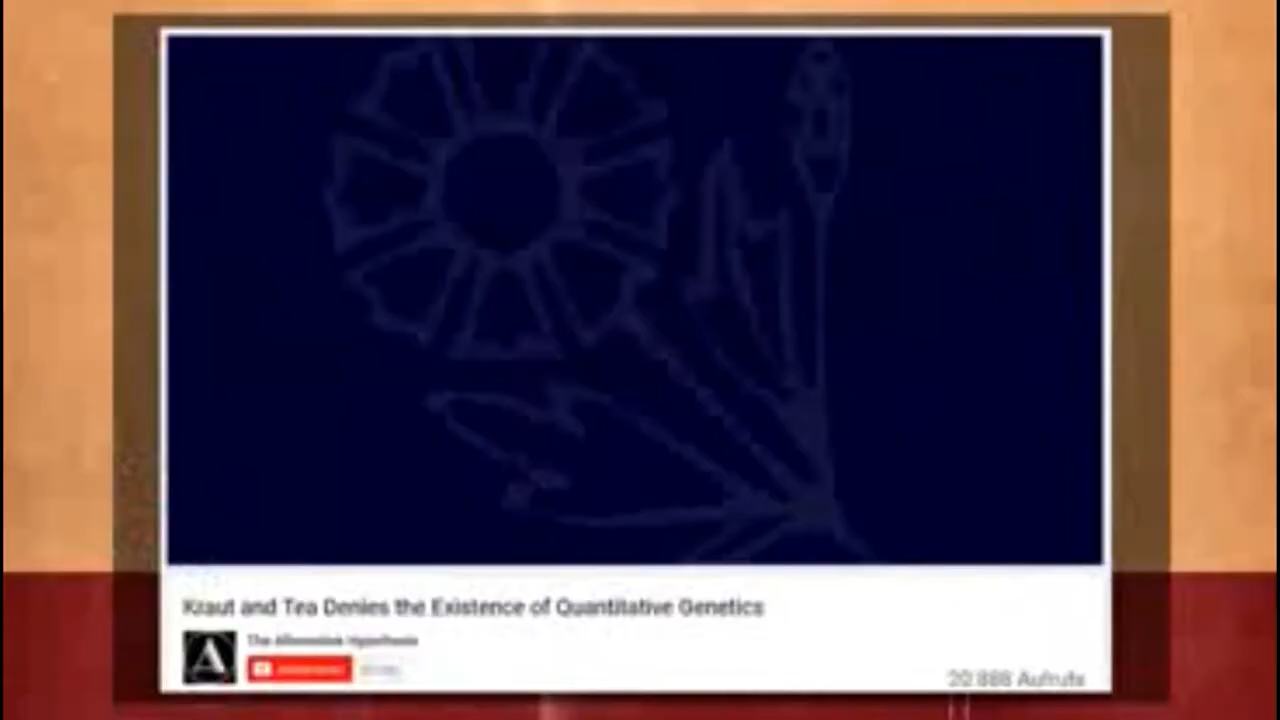 Kraut and Tea Denies the Existence of Quantitative Genetics
The Alternative Hypothesis
20 888 Aufrufe